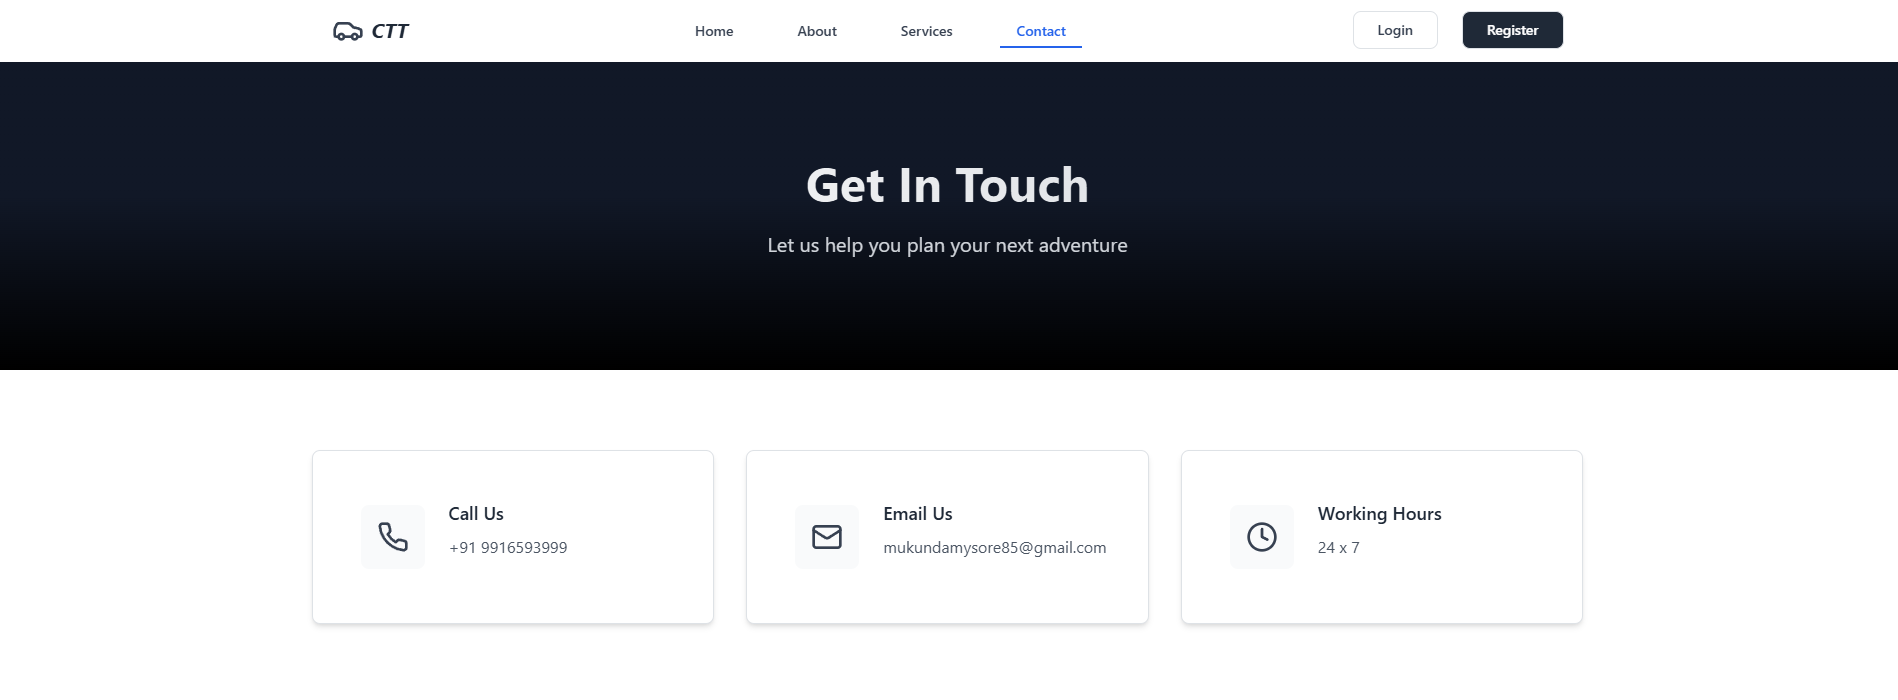 CTT
Home
About
Services
Contact
Login
Register
Get In Touch
Let us help you plan your next adventure
Call Us
+91 9916593999
Email Us
mukundamysore85@gmail.com
Working Hours
24 x 7